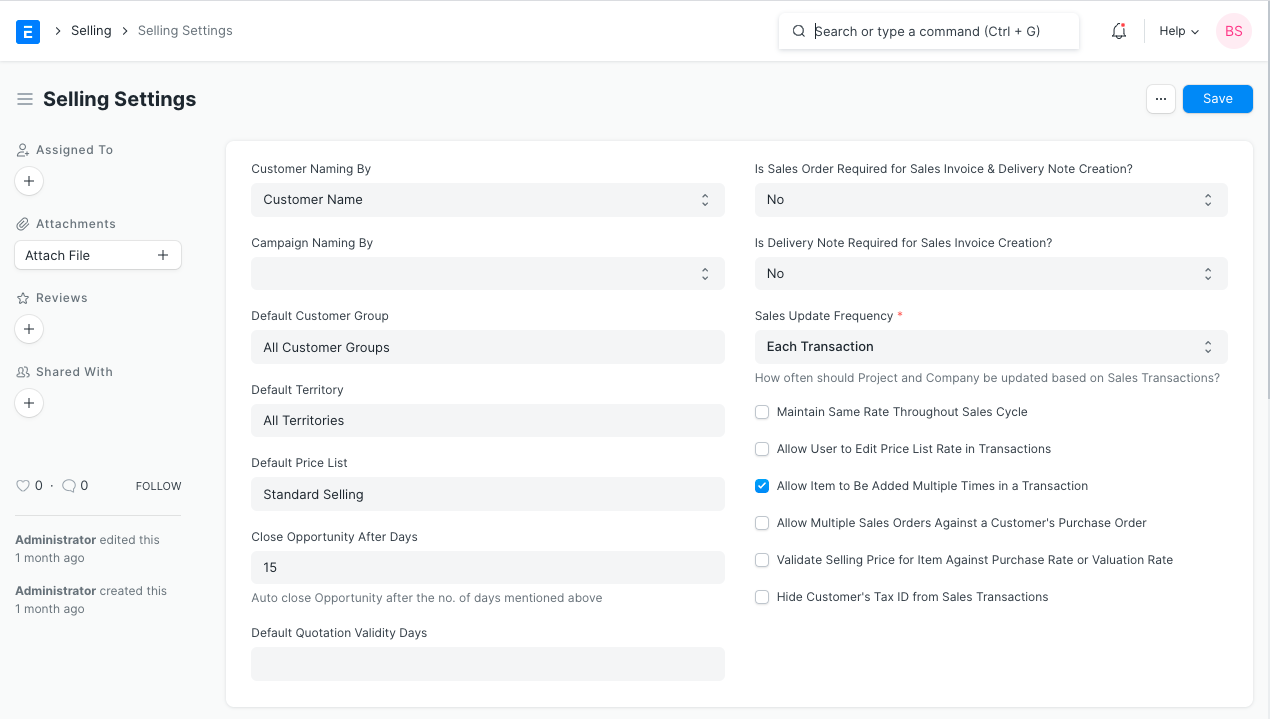 E
Selling
Selling Settings
Search or type a command (Ctrl + G)
Help
BS
Selling Settings
...
Save
Assigned To
Attachments
Attach File
Reviews
Shared With
0 · 0
FOLLOW
Administrator edited this
1 month ago
Administrator created this
1 month ago
Customer Naming By
Customer Name
Campaign Naming By
Default Customer Group
All Customer Groups
Default Territory
All Territories
Default Price List
Standard Selling
Close Opportunity After Days
15
Auto close Opportunity after the no. of days mentioned above
Default Quotation Validity Days
Is Sales Order Required for Sales Invoice & Delivery Note Creation?
No
Is Delivery Note Required for Sales Invoice Creation?
No
Sales Update Frequency *
Each Transaction
How often should Project and Company be updated based on Sales Transactions?
Maintain Same Rate Throughout Sales Cycle
Allow User to Edit Price List Rate in Transactions
Allow Item to Be Added Multiple Times in a Transaction
Allow Multiple Sales Orders Against a Customer's Purchase Order
Validate Selling Price for Item Against Purchase Rate or Valuation Rate
Hide Customer's Tax ID from Sales Transactions